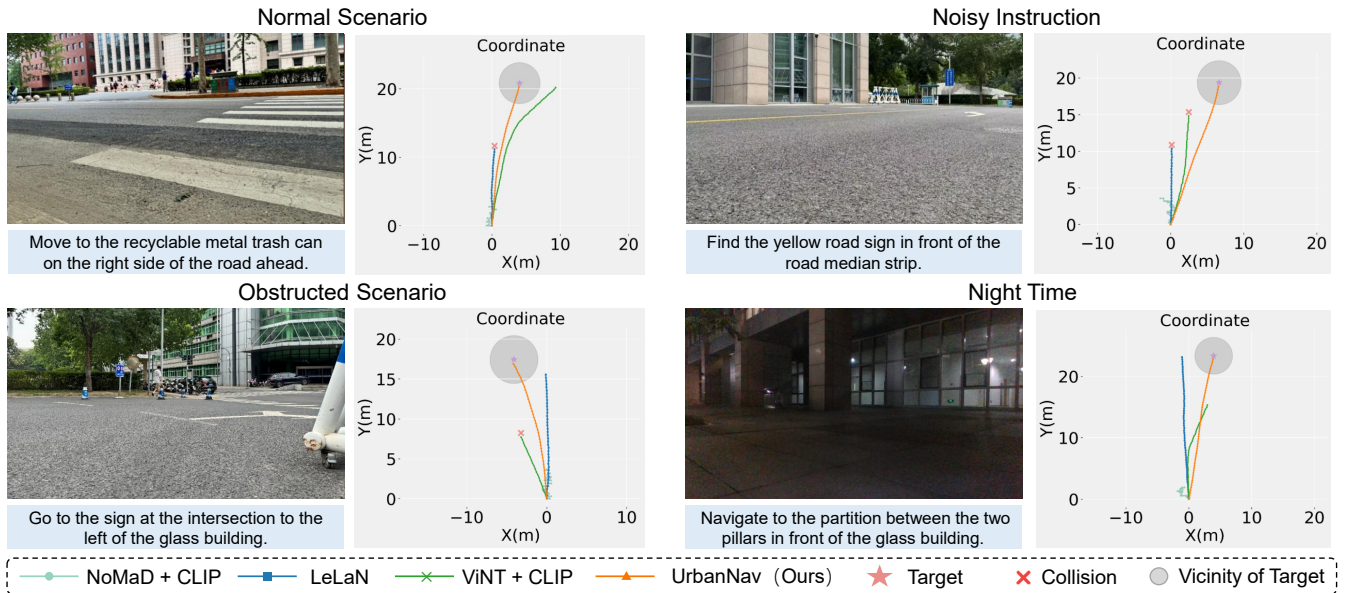 Normal Scenario
Noisy Instruction
Coordinate
Y(m)
20
10
0
−10
0
10
20
X(m)
Coordinate
Y(m)
20
15
10
5
0
−10
0
10
20
X(m)
Move to the recyclable metal trash can
on the right side of the road ahead.
Find the yellow road sign in front of the
road median strip.
Obstructed Scenario
Night Time
Coordinate
Y(m)
20
15
10
5
0
−10
0
10
X(m)
Coordinate
Y(m)
20
10
0
−10
0
10
20
X(m)
Go to the sign at the intersection to the
left of the glass building.
Navigate to the partition between the two
pillars in front of the glass building.
NoMaD + CLIP LeLaN ViNT + CLIP UrbanNav（Ours） Target Collision Vicinity of Target